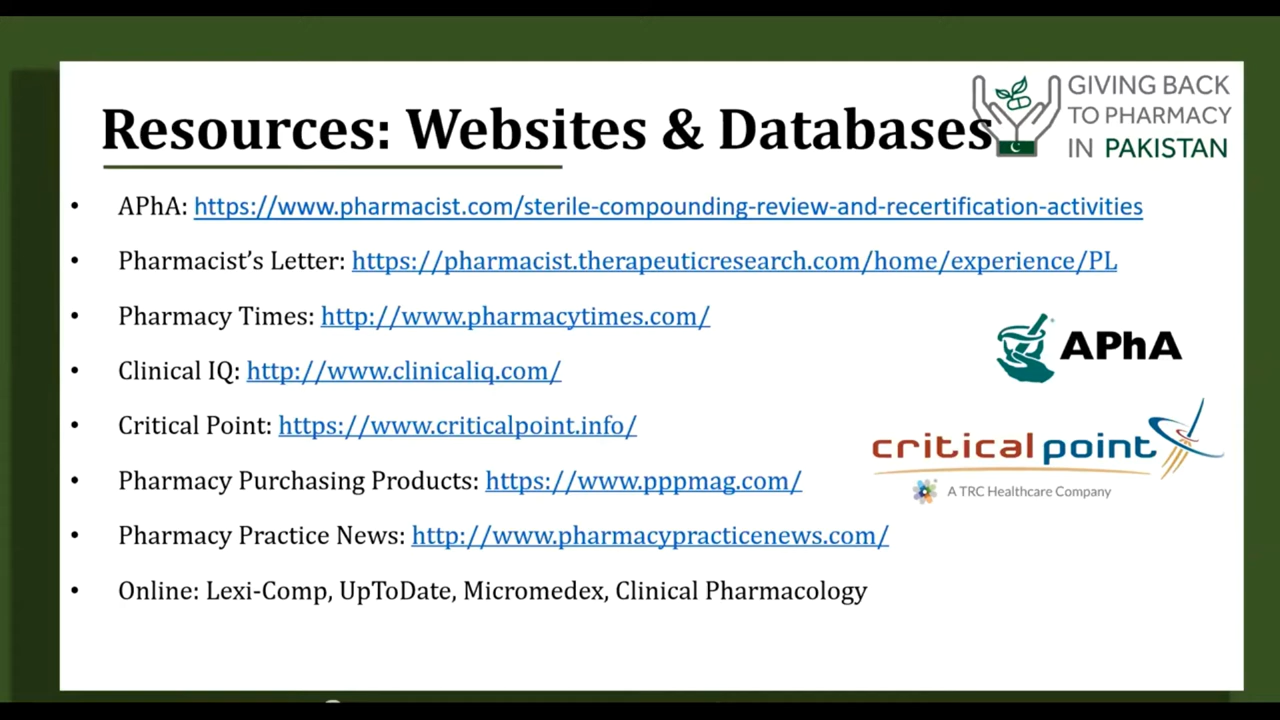 Resources: Websites & Databases
GIVING BACK
TO PHARMACY
IN PAKISTAN
• APhA: https://www.pharmacist.com/sterile-compounding-review-and-recertification-activities
• Pharmacist’s Letter: https://pharmacist.therapeuticresearch.com/home/experience/PL
• Pharmacy Times: http://www.pharmacytimes.com/
• Clinical IQ: http://www.clinicaliq.com/
• Critical Point: https://www.criticalpoint.info/
• Pharmacy Purchasing Products: https://www.pppmag.com/
• Pharmacy Practice News: http://www.pharmacypracticenews.com/
• Online: Lexi-Comp, UpToDate, Micromedex, Clinical Pharmacology
APhA
criticalpoint
A TRC Healthcare Company